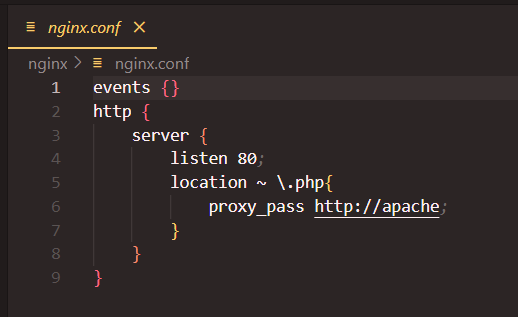 nginx.conf ×
nginx > nginx.conf
1 events {}
2 http {
3     server {
4         listen 80;
5         location ~ \.php{
6             proxy_pass http://apache;
7         }
8     }
9 }